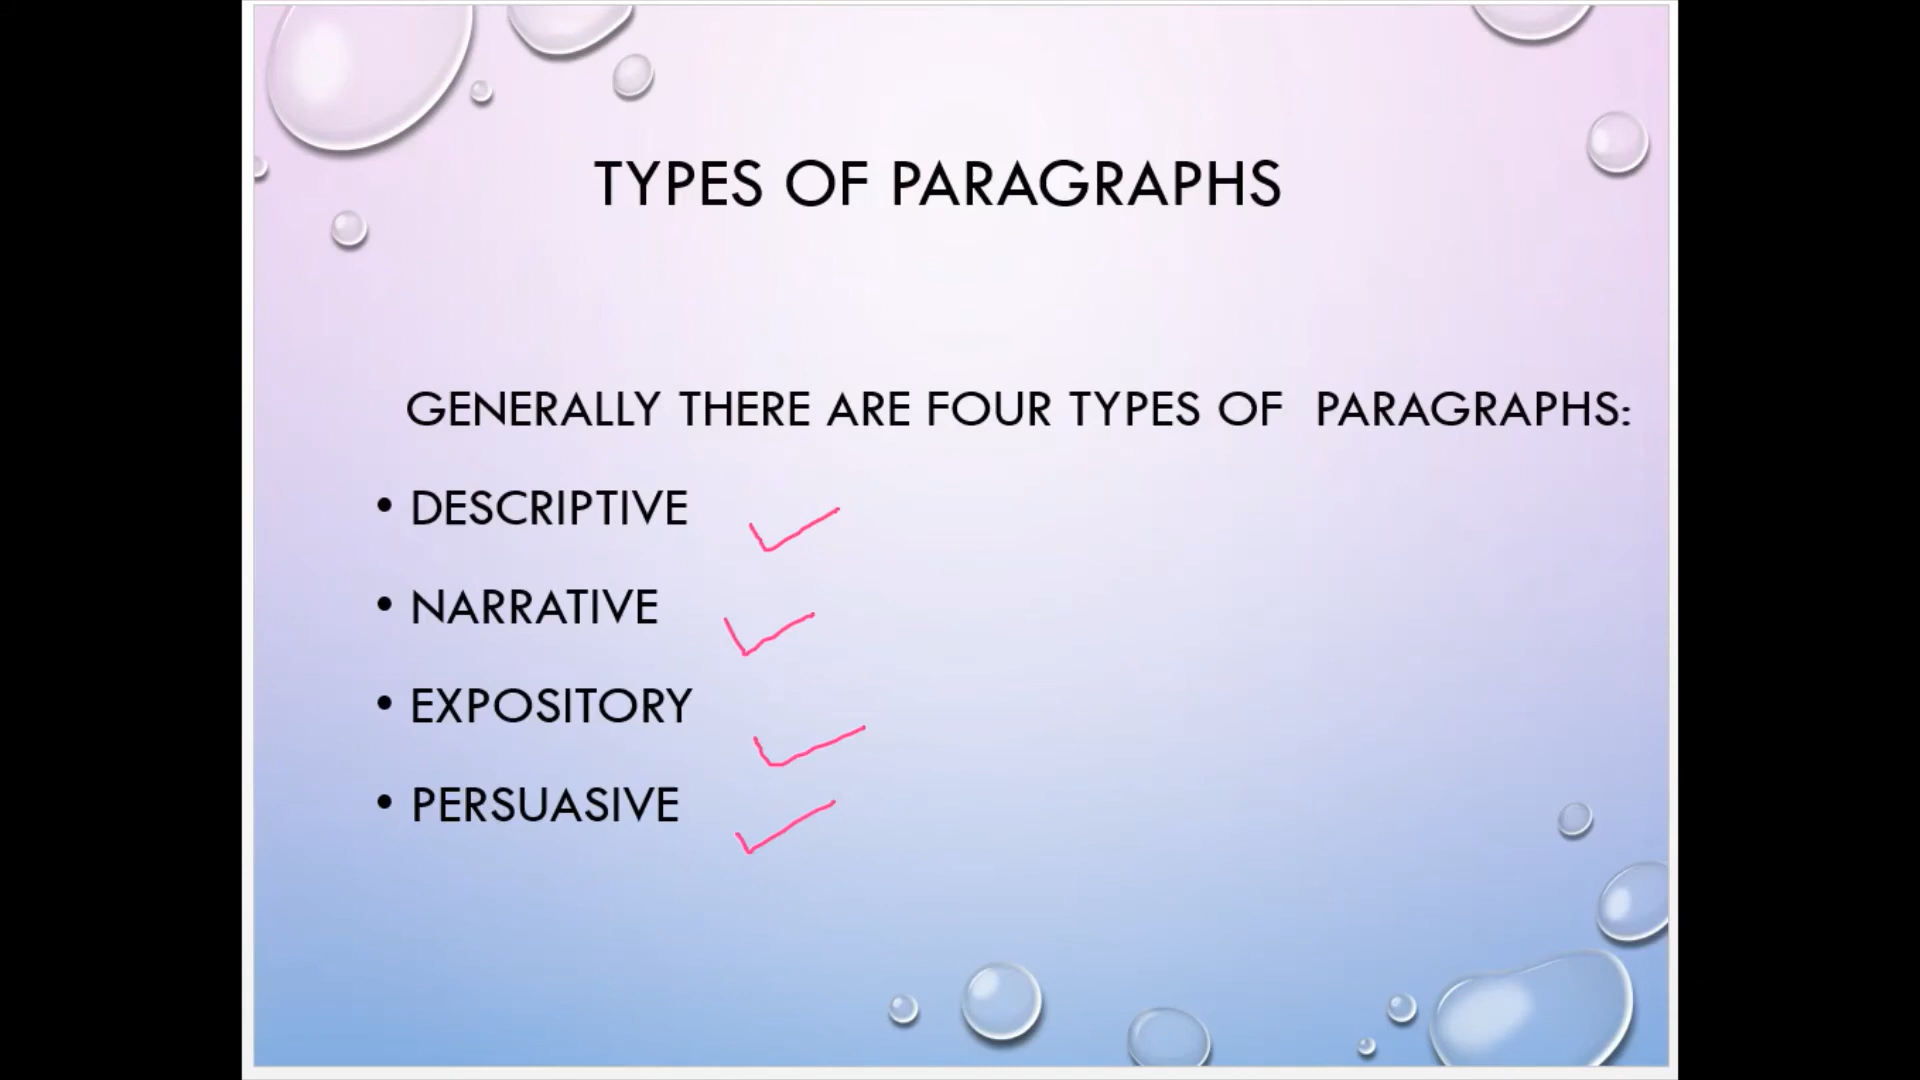 TYPES OF PARAGRAPHS
GENERALLY THERE ARE FOUR TYPES OF PARAGRAPHS:
• DESCRIPTIVE
• NARRATIVE
• EXPOSITORY
• PERSUASIVE